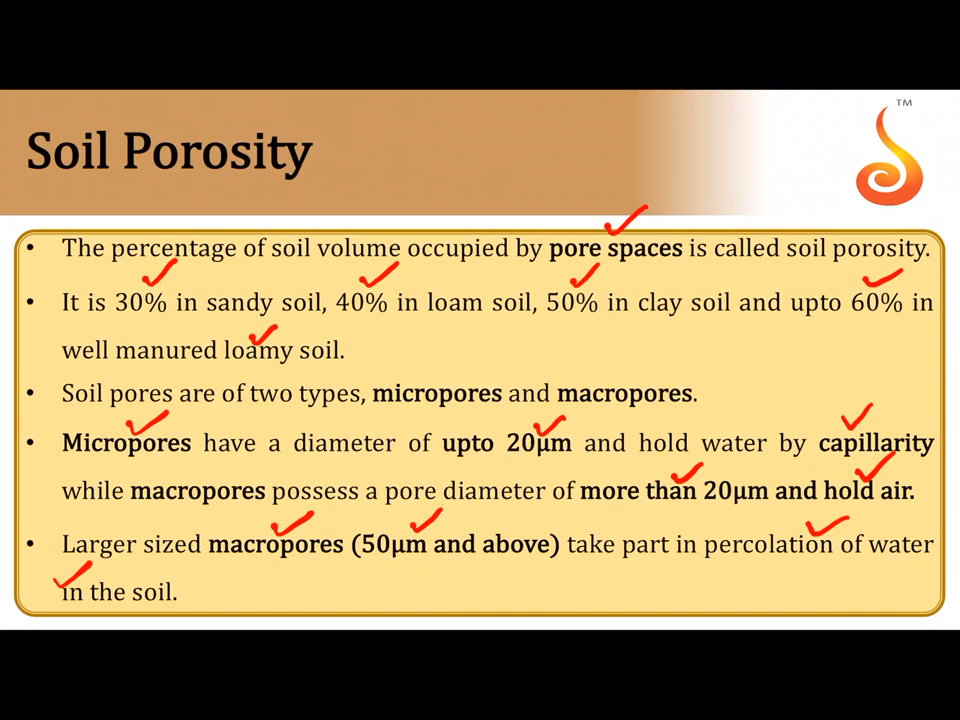 TM
Soil Porosity
• The percentage of soil volume occupied by pore spaces is called soil porosity.
• It is 30% in sandy soil, 40% in loam soil, 50% in clay soil and upto 60% in
well manured loamy soil.
• Soil pores are of two types, micropores and macropores.
• Micropores have a diameter of upto 20μm and hold water by capillarity
while macropores possess a pore diameter of more than 20μm and hold air.
• Larger sized macropores (50μm and above) take part in percolation of water
in the soil.